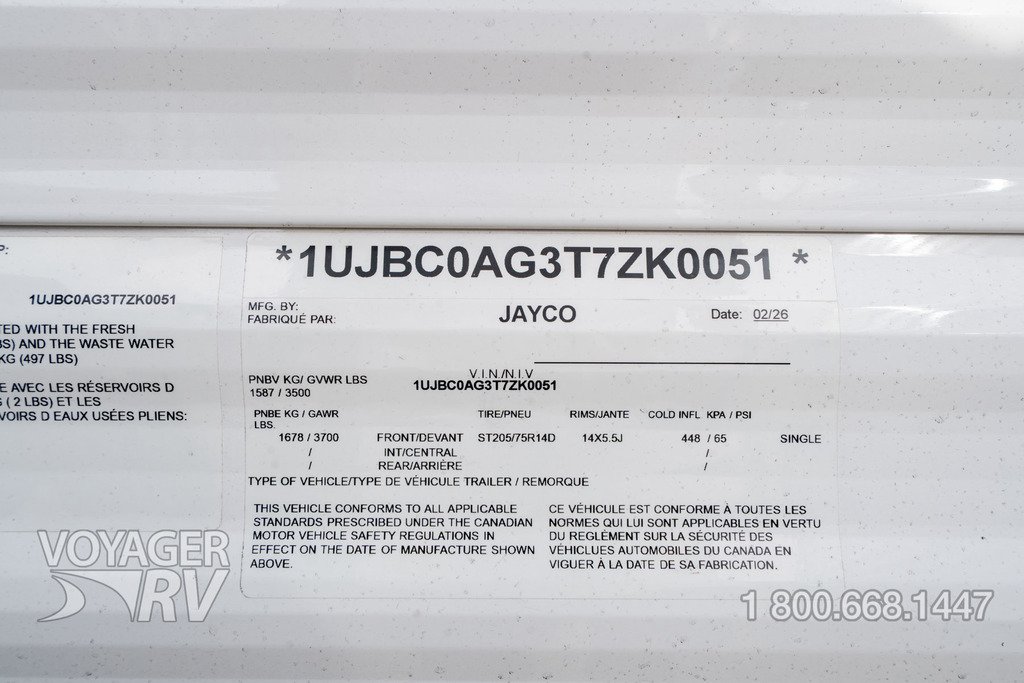 P:
1UJBC0AG3T7ZK0051
TED WITH THE FRESH
BS) AND THE WASTE WATER
KG (497 LBS)
E AVEC LES RÉSERVOIRS D
G ( 2 LBS) ET LES
VOIRS D EAUX USÉES PLIENS:
*1UJBC0AG3T7ZK0051 *
MFG. BY:
FABRIQUÉ PAR:
JAYCO
Date: 02/26
V.I.N./N.I.V
PNBV KG/ GVWR LBS
1UJBC0AG3T7ZK0051
1587 / 3500
PNBE KG / GAWR LBS. TIRE/PNEU RIMS/JANTE COLD INFL KPA / PSI
1678 / 3700 FRONT/DEVANT ST205/75R14D 14X5.5J 448 / 65 SINGLE
/ INT/CENTRAL /
/ REAR/ARRIÈRE /
TYPE OF VEHICLE/TYPE DE VÉHICULE TRAILER / REMORQUE
THIS VEHICLE CONFORMS TO ALL APPLICABLE
STANDARDS PRESCRIBED UNDER THE CANADIAN
MOTOR VEHICLE SAFETY REGULATIONS IN
EFFECT ON THE DATE OF MANUFACTURE SHOWN
ABOVE.
CE VÉHICULE EST CONFORME À TOUTES LES
NORMES QUI LUI SONT APPLICABLES EN VERTU
DU REGLÉMENT SUR LA SÉCURITÉ DES
VÉHICLUES AUTOMOBILES DU CANADA EN
VIGUER À LA DATE DE SA FABRICATION.
VOYAGER
RV
1 800.668.1447